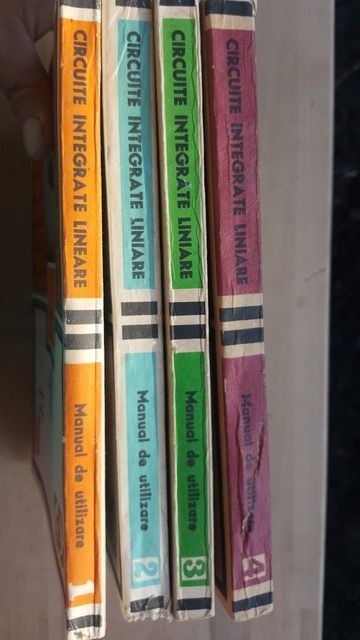 CIRCUITE INTEGRATE LINEARE
Manual de utilizare
1
CIRCUITE INTEGRATE LINIARE
Manual de utilizare
2
CIRCUITE INTEGRATE LINIARE
Manual de utilizare
3
CIRCUITE INTEGRATE LINIARE
Manual de utilizare
4